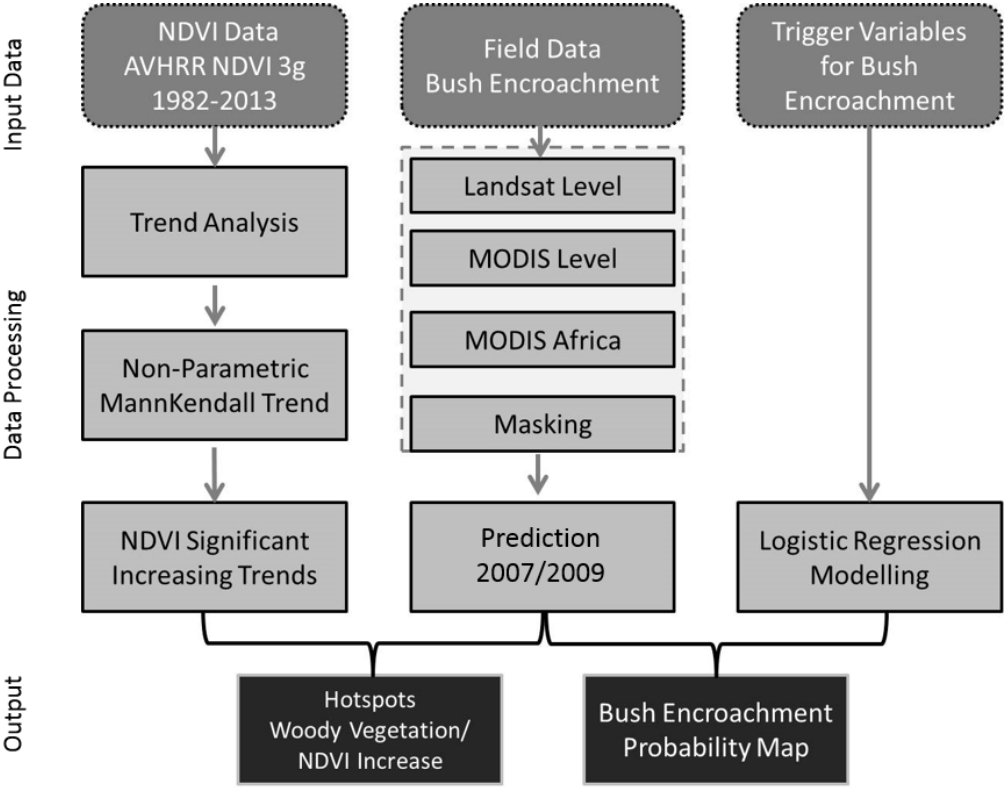 Input Data
NDVI Data
AVHRR NDVI 3g
1982-2013
Field Data
Bush Encroachment
Trigger Variables
for Bush
Encroachment
Data Processing
Trend Analysis
Non-Parametric
MannKendall Trend
NDVI Significant
Increasing Trends
Landsat Level
MODIS Level
MODIS Africa
Masking
Prediction
2007/2009
Logistic Regression
Modelling
Output
Hotspots
Woody Vegetation/
NDVI Increase
Bush Encroachment
Probability Map